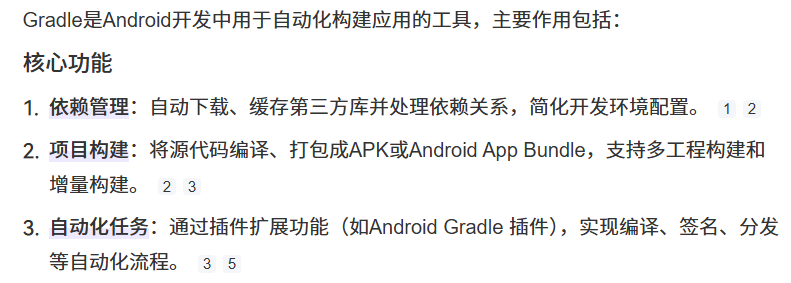 Gradle是Android开发中用于自动化构建应用的工具，主要作用包括：
核心功能
1. 依赖管理：自动下载、缓存第三方库并处理依赖关系，简化开发环境配置。 1 2
2. 项目构建：将源代码编译、打包成APK或Android App Bundle，支持多工程构建和
增量构建。 2 3
3. 自动化任务：通过插件扩展功能（如Android Gradle 插件），实现编译、签名、分发
等自动化流程。 3 5